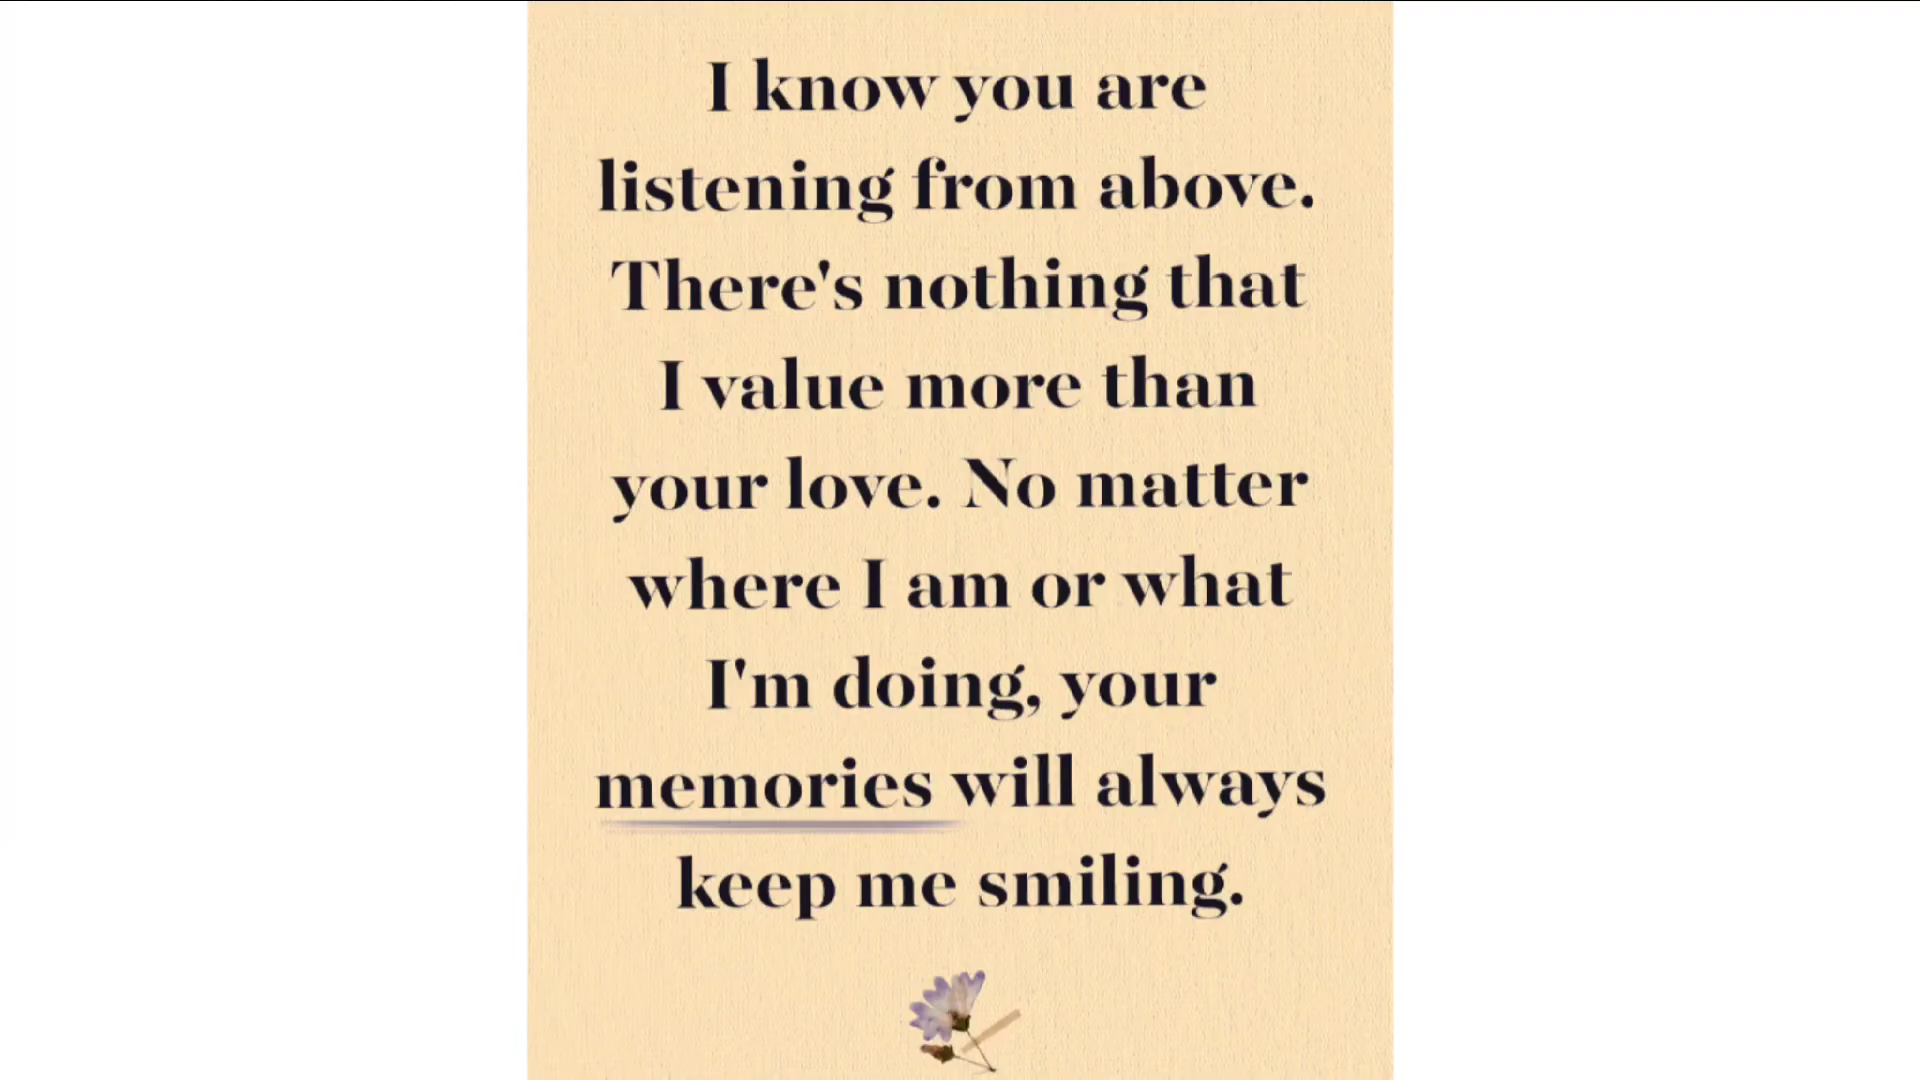 I know you are
listening from above.
There's nothing that
I value more than
your love. No matter
where I am or what
I'm doing, your
memories will always
keep me smiling.